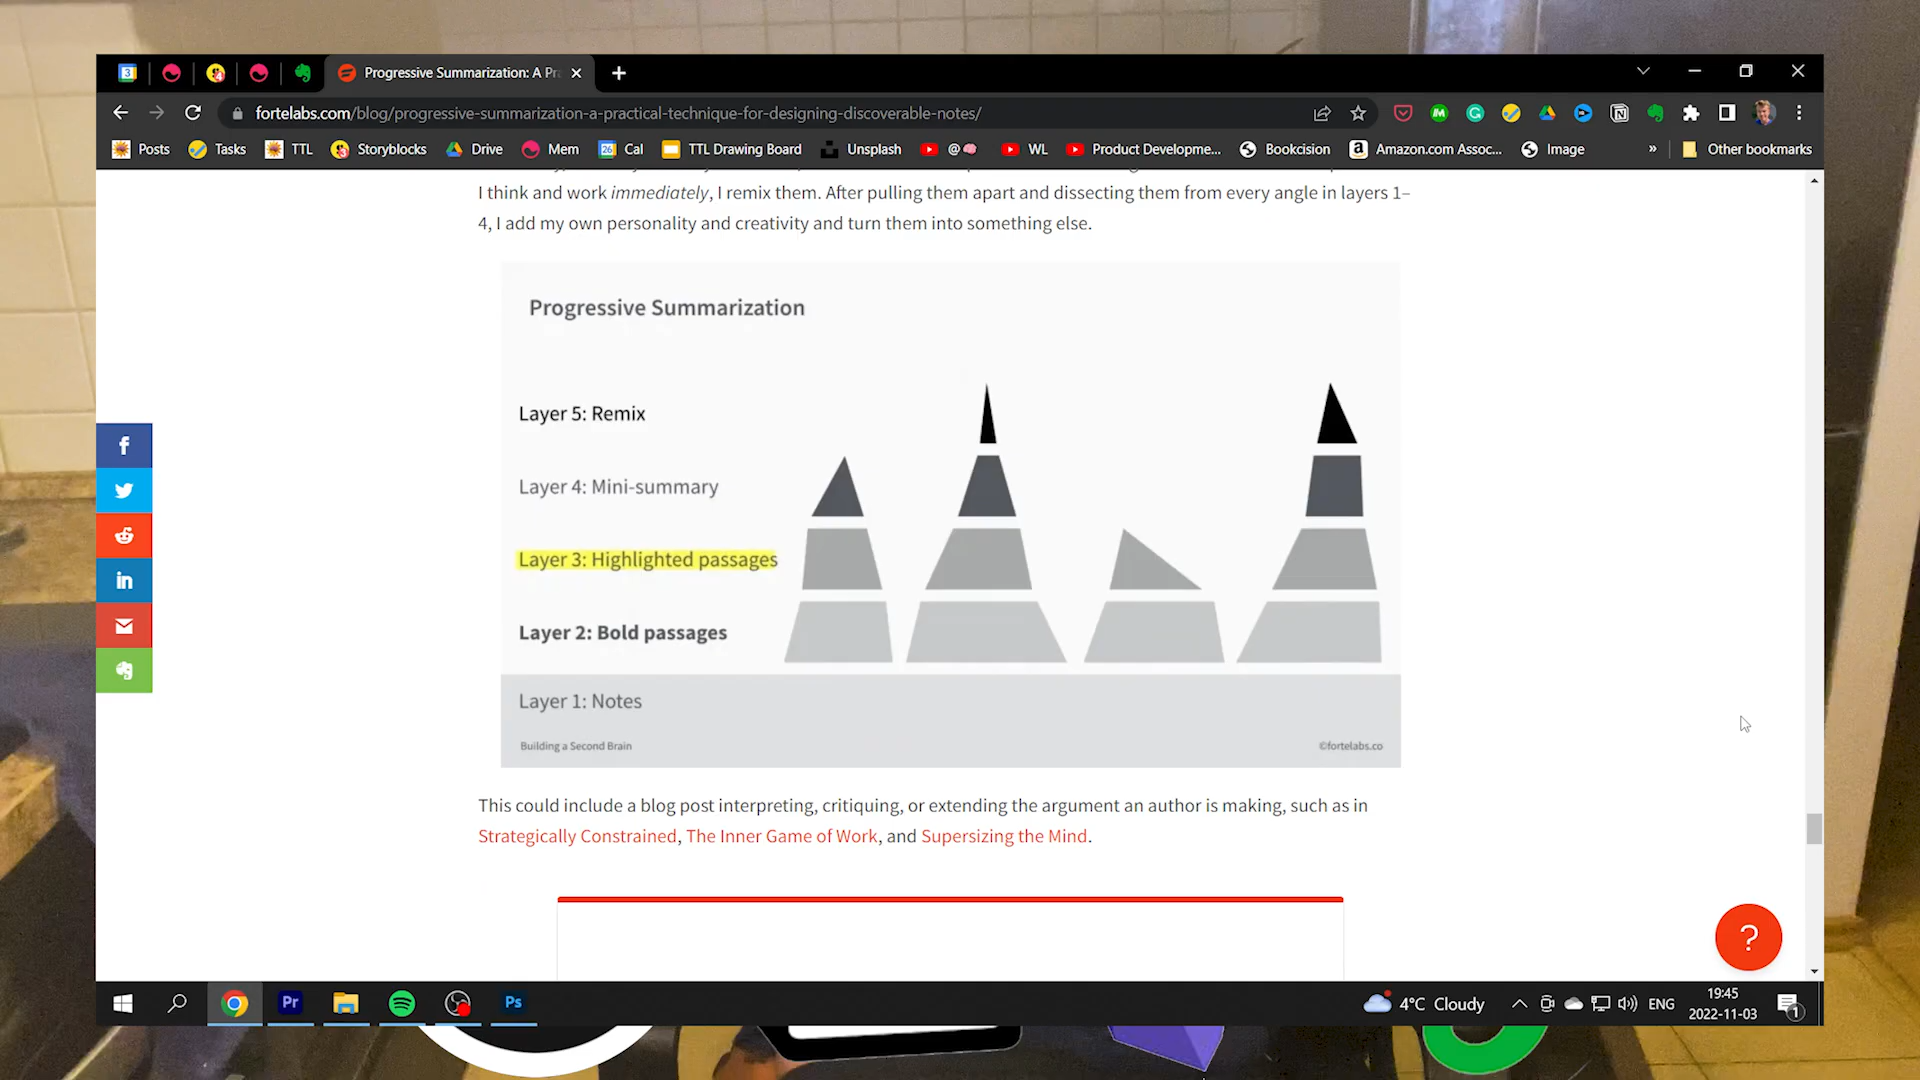 Progressive Summarization: A Pr
fortelabs.com/blog/progressive-summarization-a-practical-technique-for-designing-discoverable-notes/
Posts Tasks TTL Storyblocks Drive Mem Cal TTL Drawing Board Unsplash @ WL Product Developme... Bookcision Amazon.com Assoc... Image » Other bookmarks
I think and work immediately, I remix them. After pulling them apart and dissecting them from every angle in layers 1–
4, I add my own personality and creativity and turn them into something else.
Progressive Summarization
Layer 5: Remix
Layer 4: Mini-summary
Layer 3: Highlighted passages
Layer 2: Bold passages
Layer 1: Notes
Building a Second Brain ©fortelabs.co
This could include a blog post interpreting, critiquing, or extending the argument an author is making, such as in
Strategically Constrained, The Inner Game of Work, and Supersizing the Mind.
?
Pr Ps 4°C Cloudy ENG 19:45
2022-11-03 1